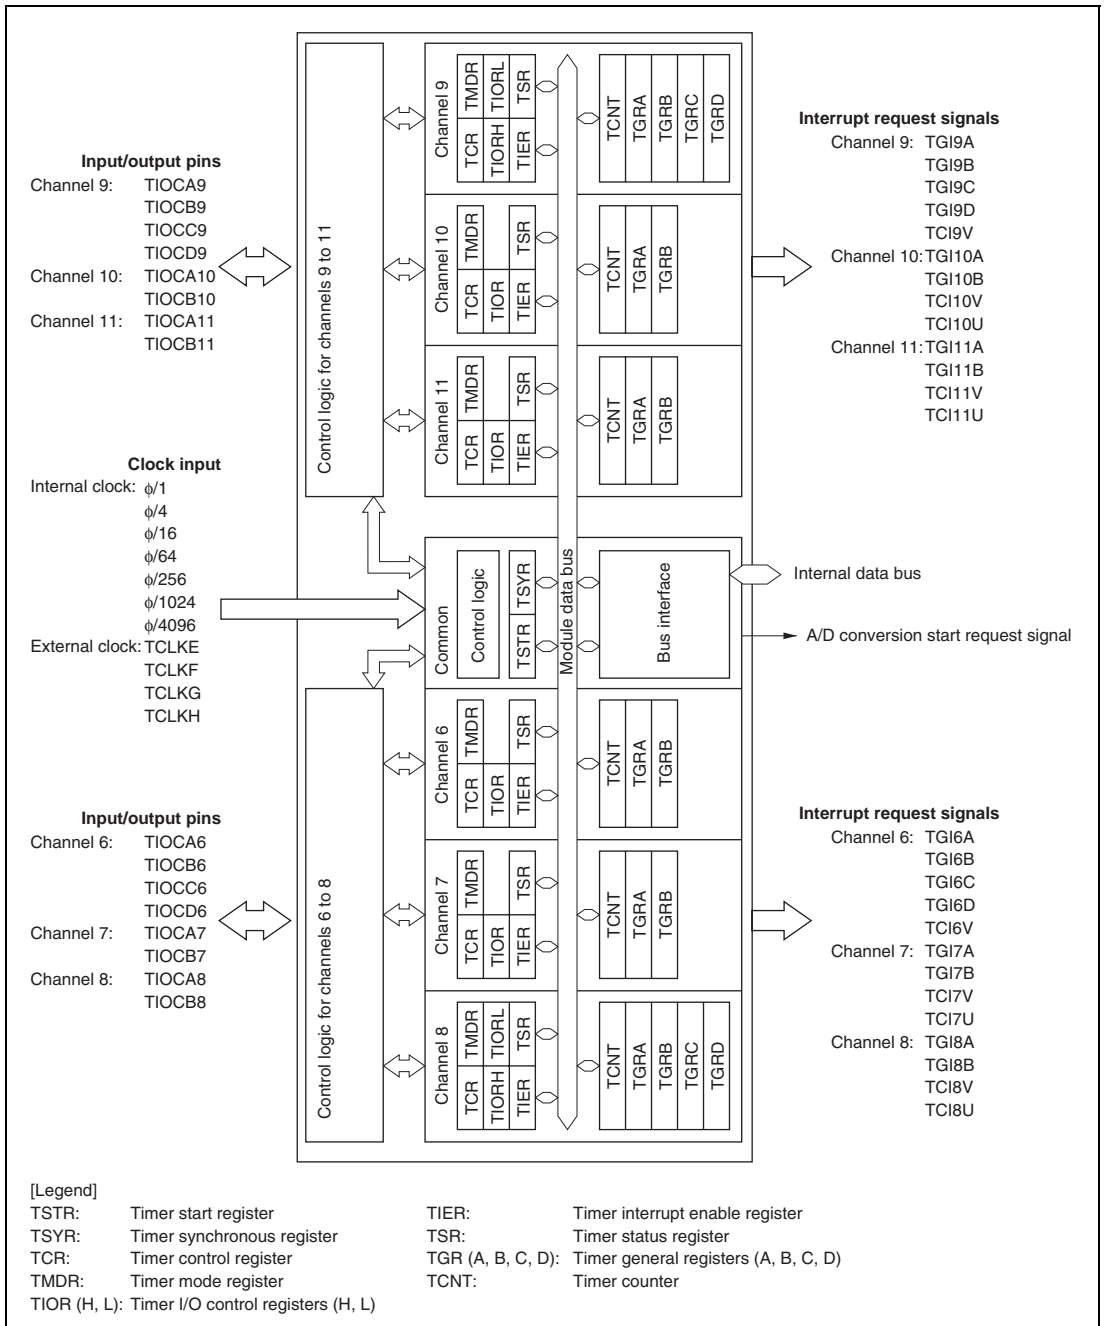 Input/output pins
Channel 9: TIOCA9
TIOCB9
TIOCC9
TIOCD9
Channel 10: TIOCA10
TIOCB10
Channel 11: TIOCA11
TIOCB11
Clock input
Internal clock: ϕ/1
ϕ/4
ϕ/16
ϕ/64
ϕ/256
ϕ/1024
ϕ/4096
External clock: TCLKE
TCLKF
TCLKG
TCLKH
Input/output pins
Channel 6: TIOCA6
TIOCB6
TIOCC6
TIOCD6
Channel 7: TIOCA7
TIOCB7
Channel 8: TIOCA8
TIOCB8
Control logic for channels 9 to 11
Control logic for channels 6 to 8
Channel 9
TCR TMDR
TIORH TIORL
TIER TSR
TCNT
TGRA
TGRB
TGRC
TGRD
Channel 10
TCR TMDR
TIOR
TIER TSR
TCNT
TGRA
TGRB
Channel 11
TCR TMDR
TIOR
TIER TSR
TCNT
TGRA
TGRB
Common
Control logic
TSTR TSYR
Module data bus
Bus interface
Channel 6
TCR TMDR
TIOR
TIER TSR
TCNT
TGRA
TGRB
Channel 7
TCR TMDR
TIOR
TIER TSR
TCNT
TGRA
TGRB
Channel 8
TCR TMDR
TIORH TIORL
TIER TSR
TCNT
TGRA
TGRB
TGRC
TGRD
Interrupt request signals
Channel 9: TGI9A
TGI9B
TGI9C
TGI9D
TCI9V
Channel 10: TGI10A
TGI10B
TCI10V
TCI10U
Channel 11: TGI11A
TGI11B
TCI11V
TCI11U
Internal data bus
A/D conversion start request signal
Interrupt request signals
Channel 6: TGI6A
TGI6B
TGI6C
TGI6D
TCI6V
Channel 7: TGI7A
TGI7B
TCI7V
TCI7U
Channel 8: TGI8A
TGI8B
TCI8V
TCI8U
[Legend]
TSTR: Timer start register
TSYR: Timer synchronous register
TCR: Timer control register
TMDR: Timer mode register
TIOR (H, L): Timer I/O control registers (H, L)
TIER: Timer interrupt enable register
TSR: Timer status register
TGR (A, B, C, D): Timer general registers (A, B, C, D)
TCNT: Timer counter